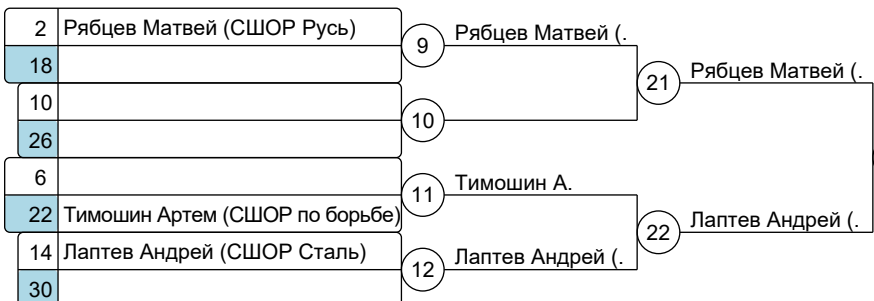 2 Рябцев Матвей (СШОР Русь)
18
10
26
6
22 Тимошин Артем (СШОР по борьбе)
14 Лаптев Андрей (СШОР Сталь)
30
9 Рябцев Матвей (.
10
11 Тимошин А.
12 Лаптев Андрей (.
21 Рябцев Матвей (.
22 Лаптев Андрей (.